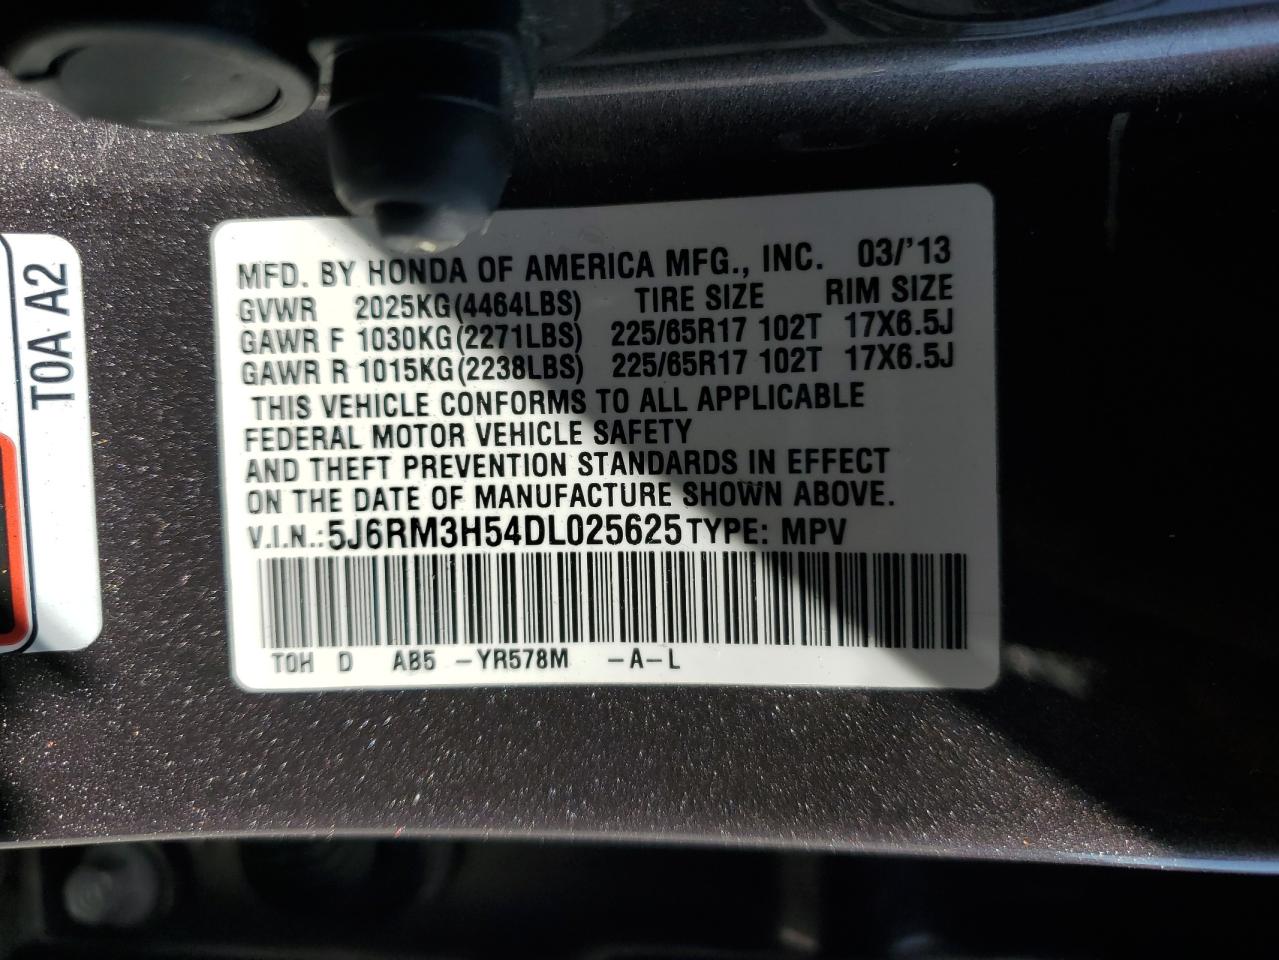 T0A A2
MFD. BY HONDA OF AMERICA MFG., INC. 03/'13
GVWR 2025KG(4464LBS) TIRE SIZE RIM SIZE
GAWR F 1030KG(2271LBS) 225/65R17 102T 17X6.5J
GAWR R 1015KG(2238LBS) 225/65R17 102T 17X6.5J
THIS VEHICLE CONFORMS TO ALL APPLICABLE
FEDERAL MOTOR VEHICLE SAFETY
AND THEFT PREVENTION STANDARDS IN EFFECT
ON THE DATE OF MANUFACTURE SHOWN ABOVE.
V.I.N.: 5J6RM3H54DL025625 TYPE: MPV
T0H D AB5 -YR578M -A-L